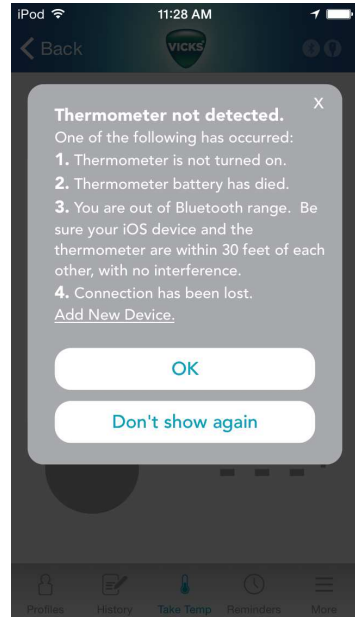 iPod 11:28 AM
Back VICKS
X
Thermometer not detected.
One of the following has occurred:
1. Thermometer is not turned on.
2. Thermometer battery has died.
3. You are out of Bluetooth range. Be
sure your iOS device and the
thermometer are within 30 feet of each
other, with no interference.
4. Connection has been lost.
Add New Device.
OK
Don't show again
Profiles History Take Temp Reminders More